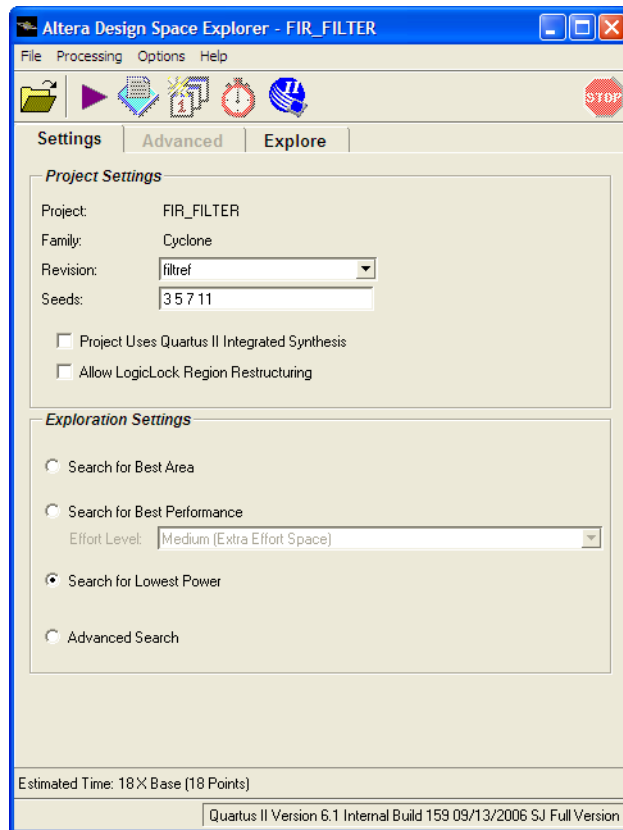 Altera Design Space Explorer - FIR_FILTER
File Processing Options Help
II
1
STOP
Settings Advanced Explore
Project Settings
Project: FIR_FILTER
Family: Cyclone
Revision: filtref
Seeds: 3 5 7 11
Project Uses Quartus II Integrated Synthesis
Allow LogicLock Region Restructuring
Exploration Settings
Search for Best Area
Search for Best Performance
Effort Level: Medium (Extra Effort Space)
Search for Lowest Power
Advanced Search
Estimated Time: 18 X Base (18 Points)
Quartus II Version 6.1 Internal Build 159 09/13/2006 SJ Full Version